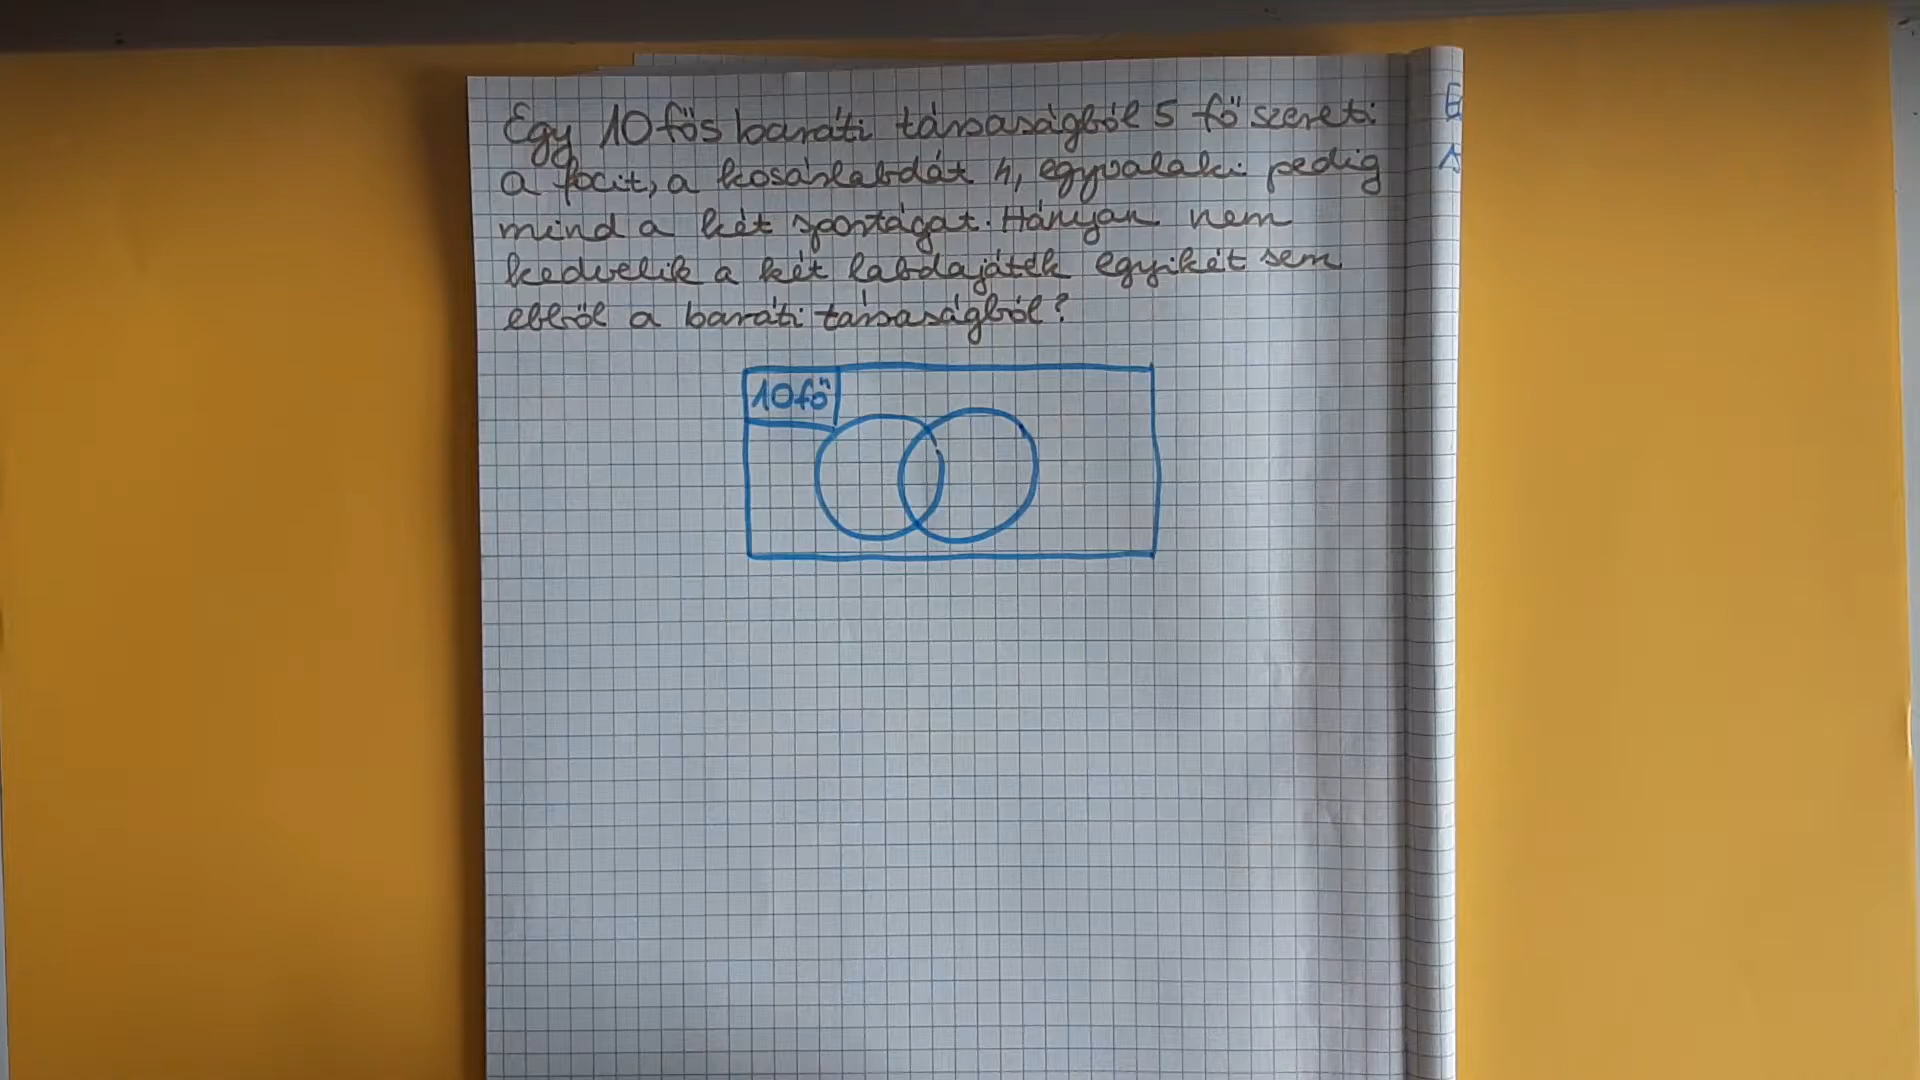 Egy 10 fős baráti társaságból 5 fő szereti
a focit, a kosárlabdát 4, egyvalaki pedig
mind a két sportágat. Hányan nem
kedvelik a két labdajáték egyikét sem
ebből a baráti társaságból?
10 fő